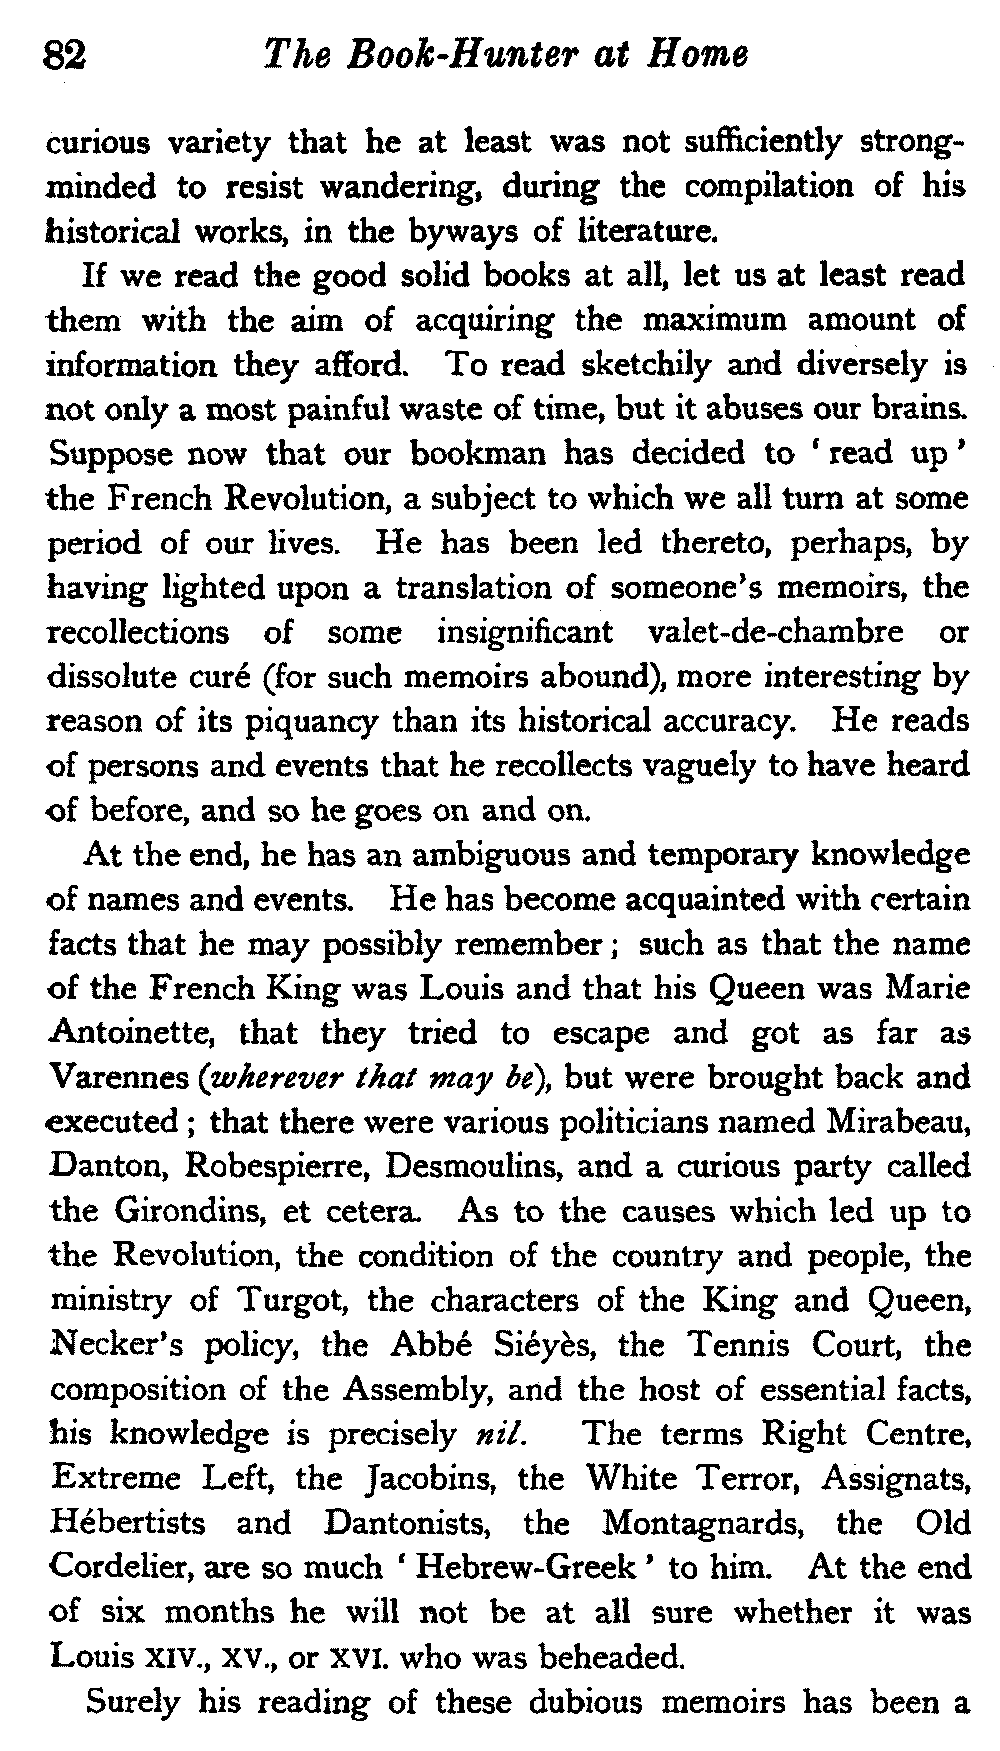 82 The Book-Hunter at Home
curious variety that he at least was not sufficiently strong-
minded to resist wandering, during the compilation of his
historical works, in the byways of literature.
If we read the good solid books at all, let us at least read
them with the aim of acquiring the maximum amount of
information they afford. To read sketchily and diversely is
not only a most painful waste of time, but it abuses our brains.
Suppose now that our bookman has decided to ‘ read up ’
the French Revolution, a subject to which we all turn at some
period of our lives. He has been led thereto, perhaps, by
having lighted upon a translation of someone’s memoirs, the
recollections of some insignificant valet-de-chambre or
dissolute curé (for such memoirs abound), more interesting by
reason of its piquancy than its historical accuracy. He reads
of persons and events that he recollects vaguely to have heard
of before, and so he goes on and on.
At the end, he has an ambiguous and temporary knowledge
of names and events. He has become acquainted with certain
facts that he may possibly remember ; such as that the name
of the French King was Louis and that his Queen was Marie
Antoinette, that they tried to escape and got as far as
Varennes (wherever that may be), but were brought back and
executed ; that there were various politicians named Mirabeau,
Danton, Robespierre, Desmoulins, and a curious party called
the Girondins, et cetera. As to the causes which led up to
the Revolution, the condition of the country and people, the
ministry of Turgot, the characters of the King and Queen,
Necker’s policy, the Abbé Siéyès, the Tennis Court, the
composition of the Assembly, and the host of essential facts,
his knowledge is precisely nil. The terms Right Centre,
Extreme Left, the Jacobins, the White Terror, Assignats,
Hébertists and Dantonists, the Montagnards, the Old
Cordelier, are so much ‘ Hebrew-Greek ’ to him. At the end
of six months he will not be at all sure whether it was
Louis XIV., XV., or XVI. who was beheaded.
Surely his reading of these dubious memoirs has been a